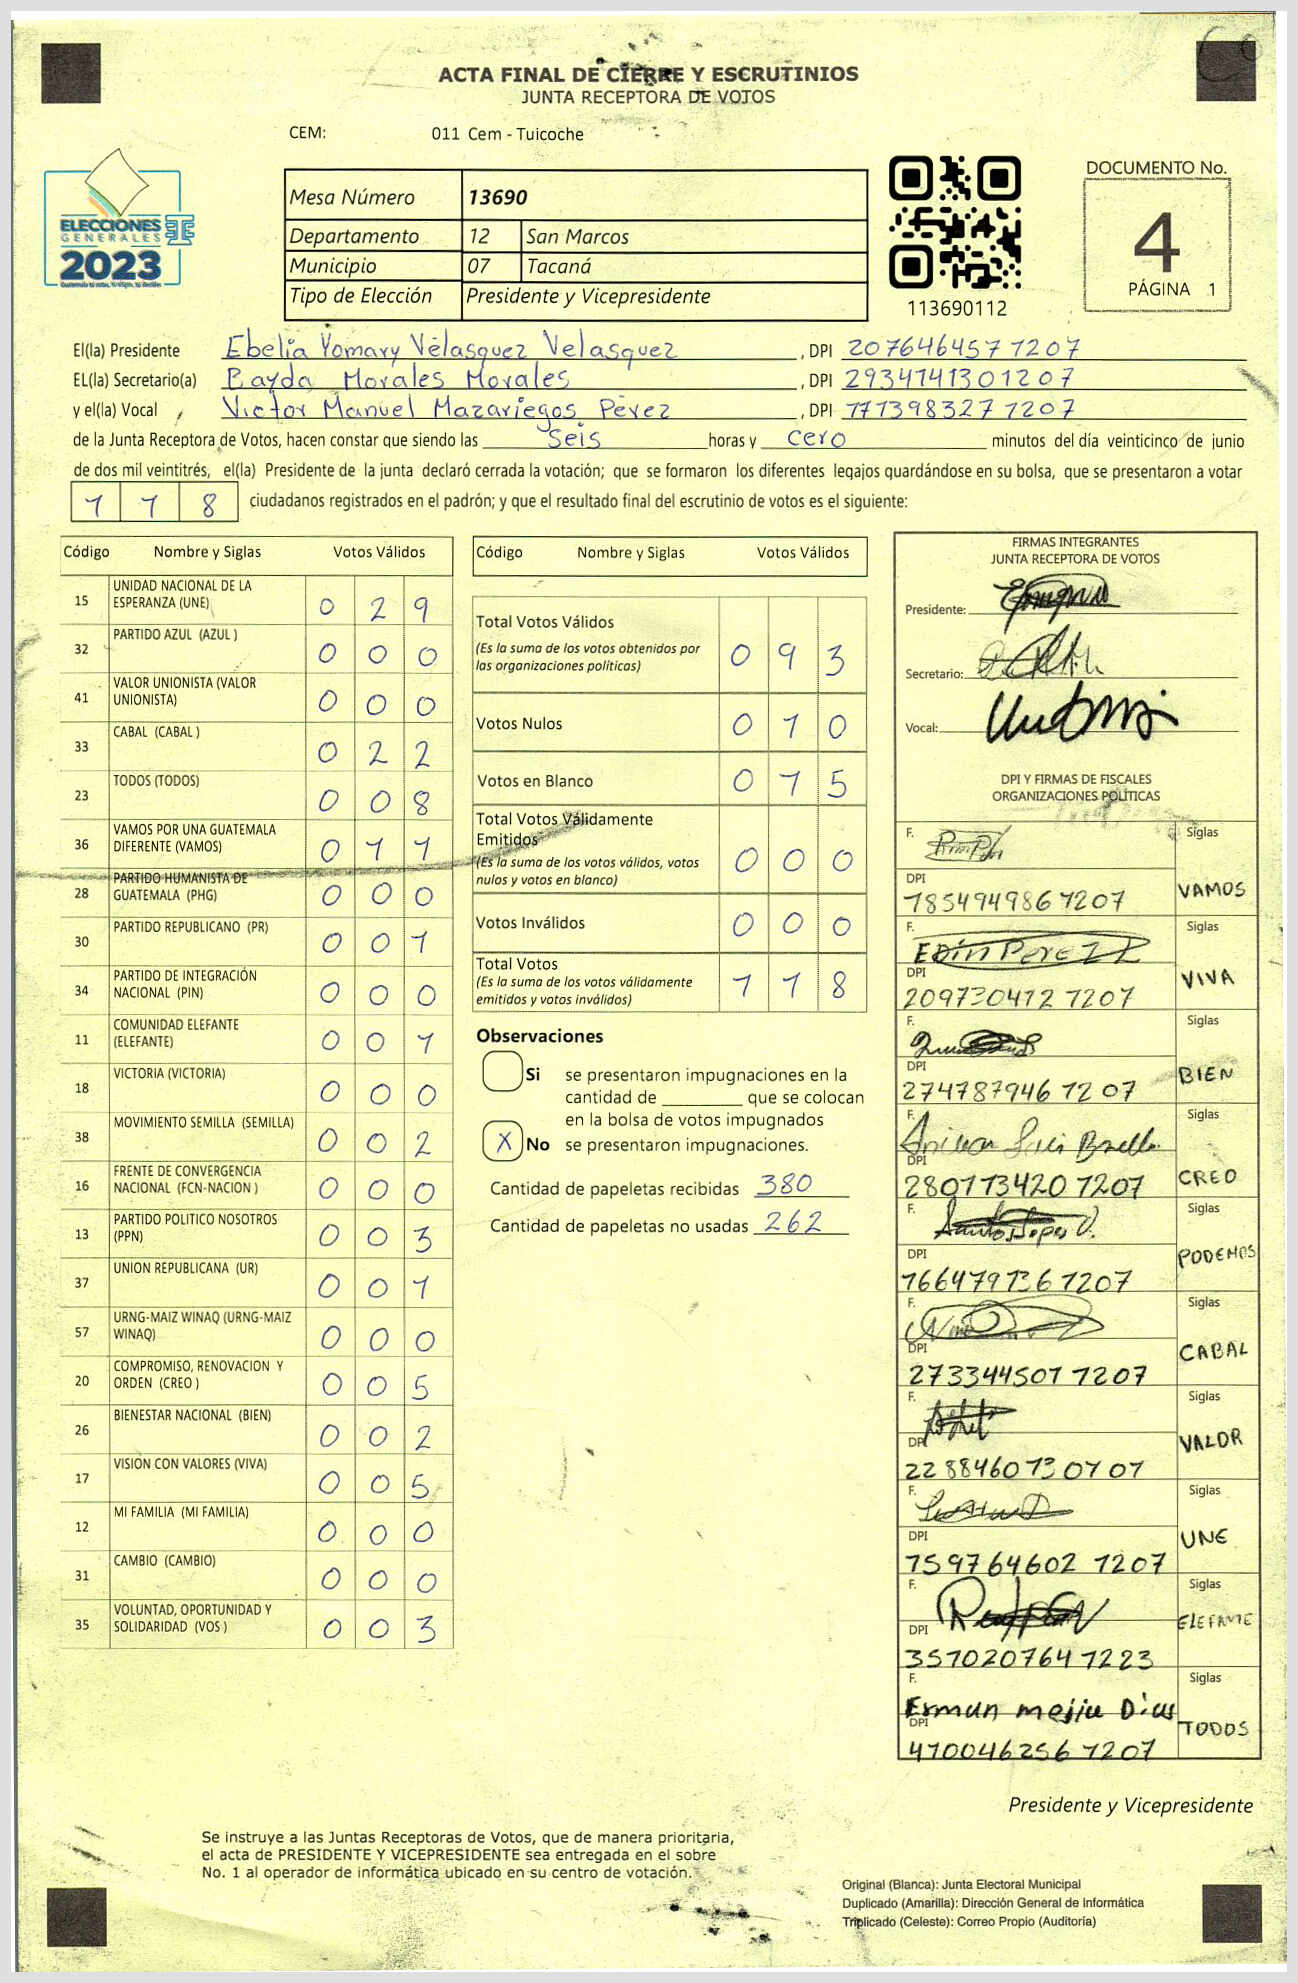 ACTA FINAL DE CIERRE Y ESCRUTINIOS
JUNTA RECEPTORA DE VOTOS
CEM: 011 Cem - Tuicoche
ELECCIONES
GENERALES
2023
Mesa Número 13690
Departamento 12 San Marcos
Municipio 07 Tacaná
Tipo de Elección Presidente y Vicepresidente
113690112
DOCUMENTO No.
4
PÁGINA 1
El(la) Presidente Ebelia Yomary Vélasquez Velasquez , DPI 2076464571207
EL(la) Secretario(a) Bayda Morales Morales , DPI 2934141301207
y el(la) Vocal Victor Manuel Mazariegos Pérez , DPI 1713983271207
de la Junta Receptora de Votos, hacen constar que siendo las seis horas y cero minutos del día veinticinco de junio
de dos mil veintitrés, el(la) Presidente de la junta declaró cerrada la votación; que se formaron los diferentes legajos guardándose en su bolsa, que se presentaron a votar
1 1 8 ciudadanos registrados en el padrón; y que el resultado final del escrutinio de votos es el siguiente:
Código Nombre y Siglas Votos Válidos
15 UNIDAD NACIONAL DE LA ESPERANZA (UNE) 0 2 9
32 PARTIDO AZUL (AZUL ) 0 0 0
41 VALOR UNIONISTA (VALOR UNIONISTA) 0 0 0
33 CABAL (CABAL ) 0 2 2
23 TODOS (TODOS) 0 0 8
36 VAMOS POR UNA GUATEMALA DIFERENTE (VAMOS) 0 1 1
28 PARTIDO HUMANISTA DE GUATEMALA (PHG) 0 0 0
30 PARTIDO REPUBLICANO (PR) 0 0 1
34 PARTIDO DE INTEGRACIÓN NACIONAL (PIN) 0 0 0
11 COMUNIDAD ELEFANTE (ELEFANTE) 0 0 1
18 VICTORIA (VICTORIA) 0 0 0
38 MOVIMIENTO SEMILLA (SEMILLA) 0 0 2
16 FRENTE DE CONVERGENCIA NACIONAL (FCN-NACION ) 0 0 0
13 PARTIDO POLITICO NOSOTROS (PPN) 0 0 3
37 UNION REPUBLICANA (UR) 0 0 1
57 URNG-MAIZ WINAQ (URNG-MAIZ WINAQ) 0 0 0
20 COMPROMISO, RENOVACION Y ORDEN (CREO ) 0 0 5
26 BIENESTAR NACIONAL (BIEN) 0 0 2
17 VISION CON VALORES (VIVA) 0 0 5
12 MI FAMILIA (MI FAMILIA) 0 0 0
31 CAMBIO (CAMBIO) 0 0 0
35 VOLUNTAD, OPORTUNIDAD Y SOLIDARIDAD (VOS ) 0 0 3
Código Nombre y Siglas Votos Válidos
Total Votos Válidos
(Es la suma de los votos obtenidos por las organizaciones políticas) 0 9 3
Votos Nulos 0 1 0
Votos en Blanco 0 1 5
Total Votos Válidamente Emitidos
(Es la suma de los votos válidos, votos nulos y votos en blanco) 0 0 0
Votos Inválidos 0 0 0
Total Votos
(Es la suma de los votos válidamente emitidos y votos inválidos) 1 1 8
Observaciones
Si se presentaron impugnaciones en la
cantidad de ________ que se colocan
en la bolsa de votos impugnados
X No se presentaron impugnaciones.
Cantidad de papeletas recibidas 380
Cantidad de papeletas no usadas 262
FIRMAS INTEGRANTES
JUNTA RECEPTORA DE VOTOS
Presidente:
Secretario:
Vocal:
DPI Y FIRMAS DE FISCALES
ORGANIZACIONES POLÍTICAS
F. Siglas
DPI 1854949861207 VAMOS
F. Edin Perez Siglas
DPI 2097304121207 VIVA
F. Siglas
DPI 2747879461207 BIEN
F. Siglas
DPI 2801134201207 CREO
F. Santos Lopez Siglas
DPI 1664791361207 PODEMOS
F. Siglas
DPI 2733445011207 CABAL
F. Siglas
DPI 2288460130101 VALOR
F. Siglas
DPI 1597646021207 UNE
F. Siglas
DPI 3510207641223 ELEFANTE
F. Erman mejia Dias Siglas
DPI 4100462561207 TODOS
Presidente y Vicepresidente
Se instruye a las Juntas Receptoras de Votos, que de manera prioritaria,
el acta de PRESIDENTE Y VICEPRESIDENTE sea entregada en el sobre
No. 1 al operador de informática ubicado en su centro de votación.
Original (Blanca): Junta Electoral Municipal
Duplicado (Amarilla): Dirección General de Informática
Triplicado (Celeste): Correo Propio (Auditoría)